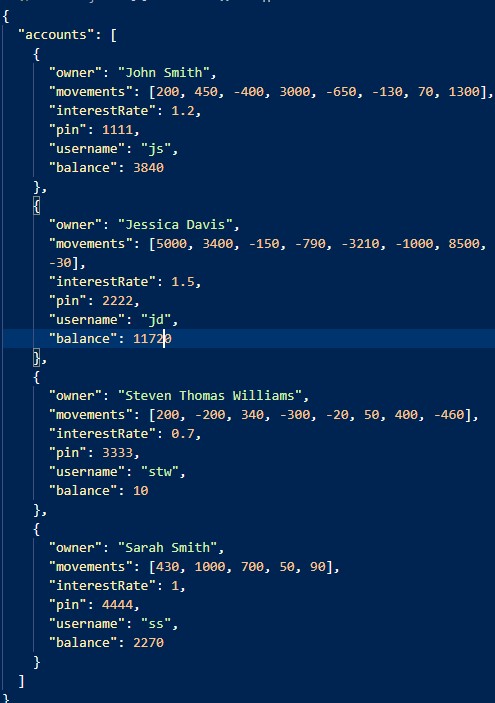 {
"accounts": [
{
"owner": "John Smith",
"movements": [200, 450, -400, 3000, -650, -130, 70, 1300],
"interestRate": 1.2,
"pin": 1111,
"username": "js",
"balance": 3840
},
{
"owner": "Jessica Davis",
"movements": [5000, 3400, -150, -790, -3210, -1000, 8500,
-30],
"interestRate": 1.5,
"pin": 2222,
"username": "jd",
"balance": 11720
},
{
"owner": "Steven Thomas Williams",
"movements": [200, -200, 340, -300, -20, 50, 400, -460],
"interestRate": 0.7,
"pin": 3333,
"username": "stw",
"balance": 10
},
{
"owner": "Sarah Smith",
"movements": [430, 1000, 700, 50, 90],
"interestRate": 1,
"pin": 4444,
"username": "ss",
"balance": 2270
}
]
}